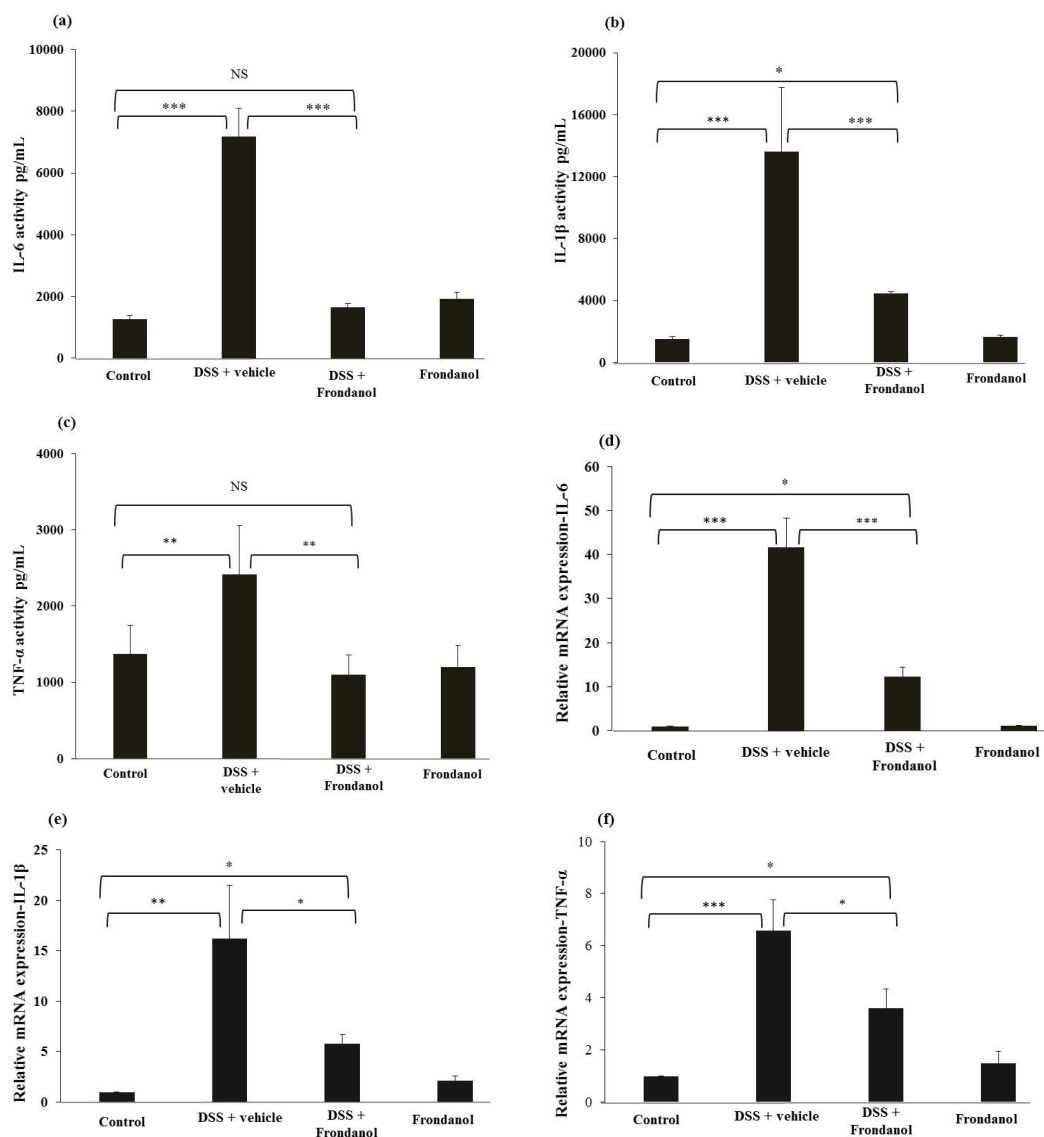 (a)
10000
8000
6000
4000
2000
0
IL-6 activity pg/mL
NS
***
***
Control
DSS + vehicle
DSS +
Frondanol
Frondanol
(b)
20000
16000
12000
8000
4000
0
IL-1β activity pg/mL
*
***
***
Control
DSS + vehicle
DSS +
Frondanol
Frondanol
(c)
4000
3000
2000
1000
0
TNF-α activity pg/mL
NS
**
**
Control
DSS +
vehicle
DSS +
Frondanol
Frondanol
(d)
60
50
40
30
20
10
0
Relative mRNA expression-IL-6
*
***
***
Control
DSS + vehicle
DSS +
Frondanol
Frondanol
(e)
25
20
15
10
5
0
Relative mRNA expression-IL-1β
*
**
*
Control
DSS + vehicle
DSS +
Frondanol
Frondanol
(f)
10
8
6
4
2
0
Relative mRNA expression-TNF-α
*
***
*
Control
DSS + vehicle
DSS +
Frondanol
Frondanol